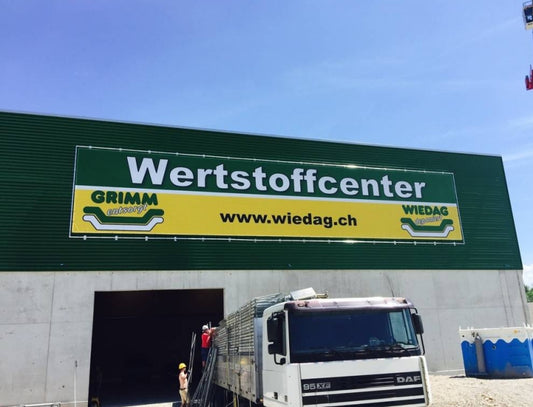 Wertstoffcenter
GRIMM
entsorgt
www.wiedag.ch
WIEDAG
95XF
DAF